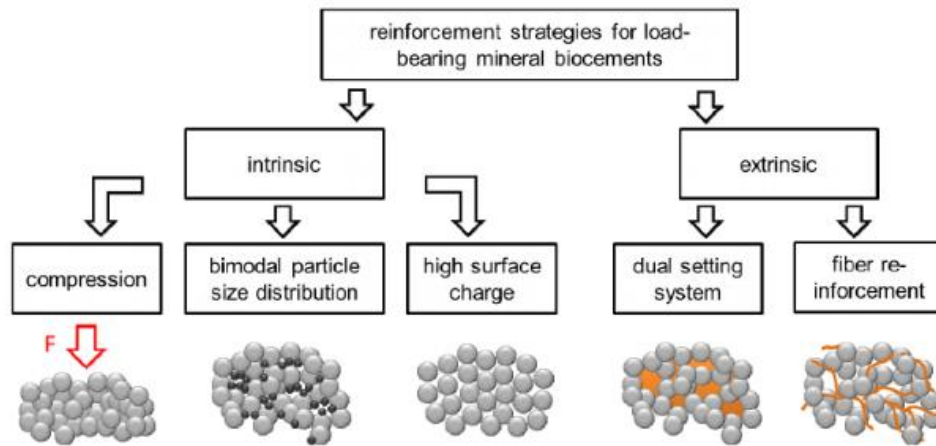 reinforcement strategies for load-
bearing mineral biocements
intrinsic
extrinsic
compression
bimodal particle
size distribution
high surface
charge
dual setting
system
fiber re-
inforcement
F